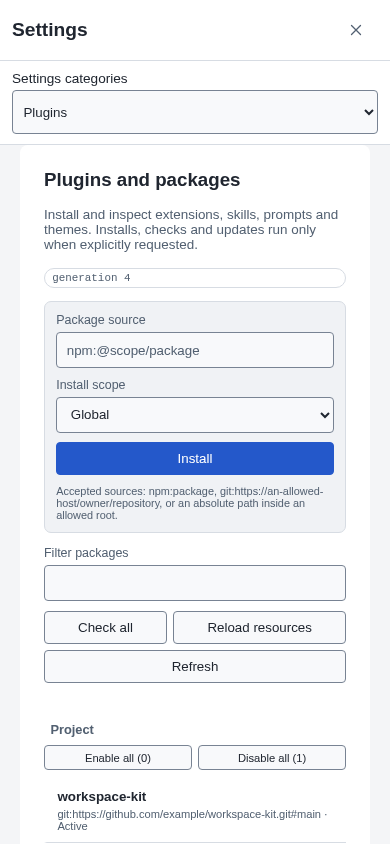 Settings
Settings categories
Plugins
Plugins and packages
Install and inspect extensions, skills, prompts and
themes. Installs, checks and updates run only
when explicitly requested.
generation 4
Package source
npm:@scope/package
Install scope
Global
Install
Accepted sources: npm:package, git:https://an-allowed-
host/owner/repository, or an absolute path inside an
allowed root.
Filter packages
Check all
Reload resources
Refresh
Project
Enable all (0)
Disable all (1)
workspace-kit
git:https://github.com/example/workspace-kit.git#main ·
Active